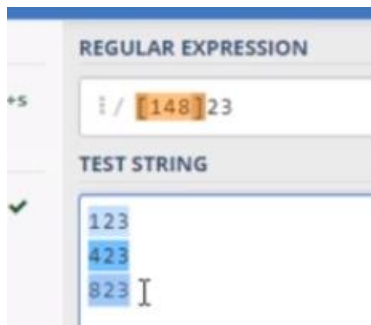 REGULAR EXPRESSION
+s
⋮ / [148]23
TEST STRING
123
423
823